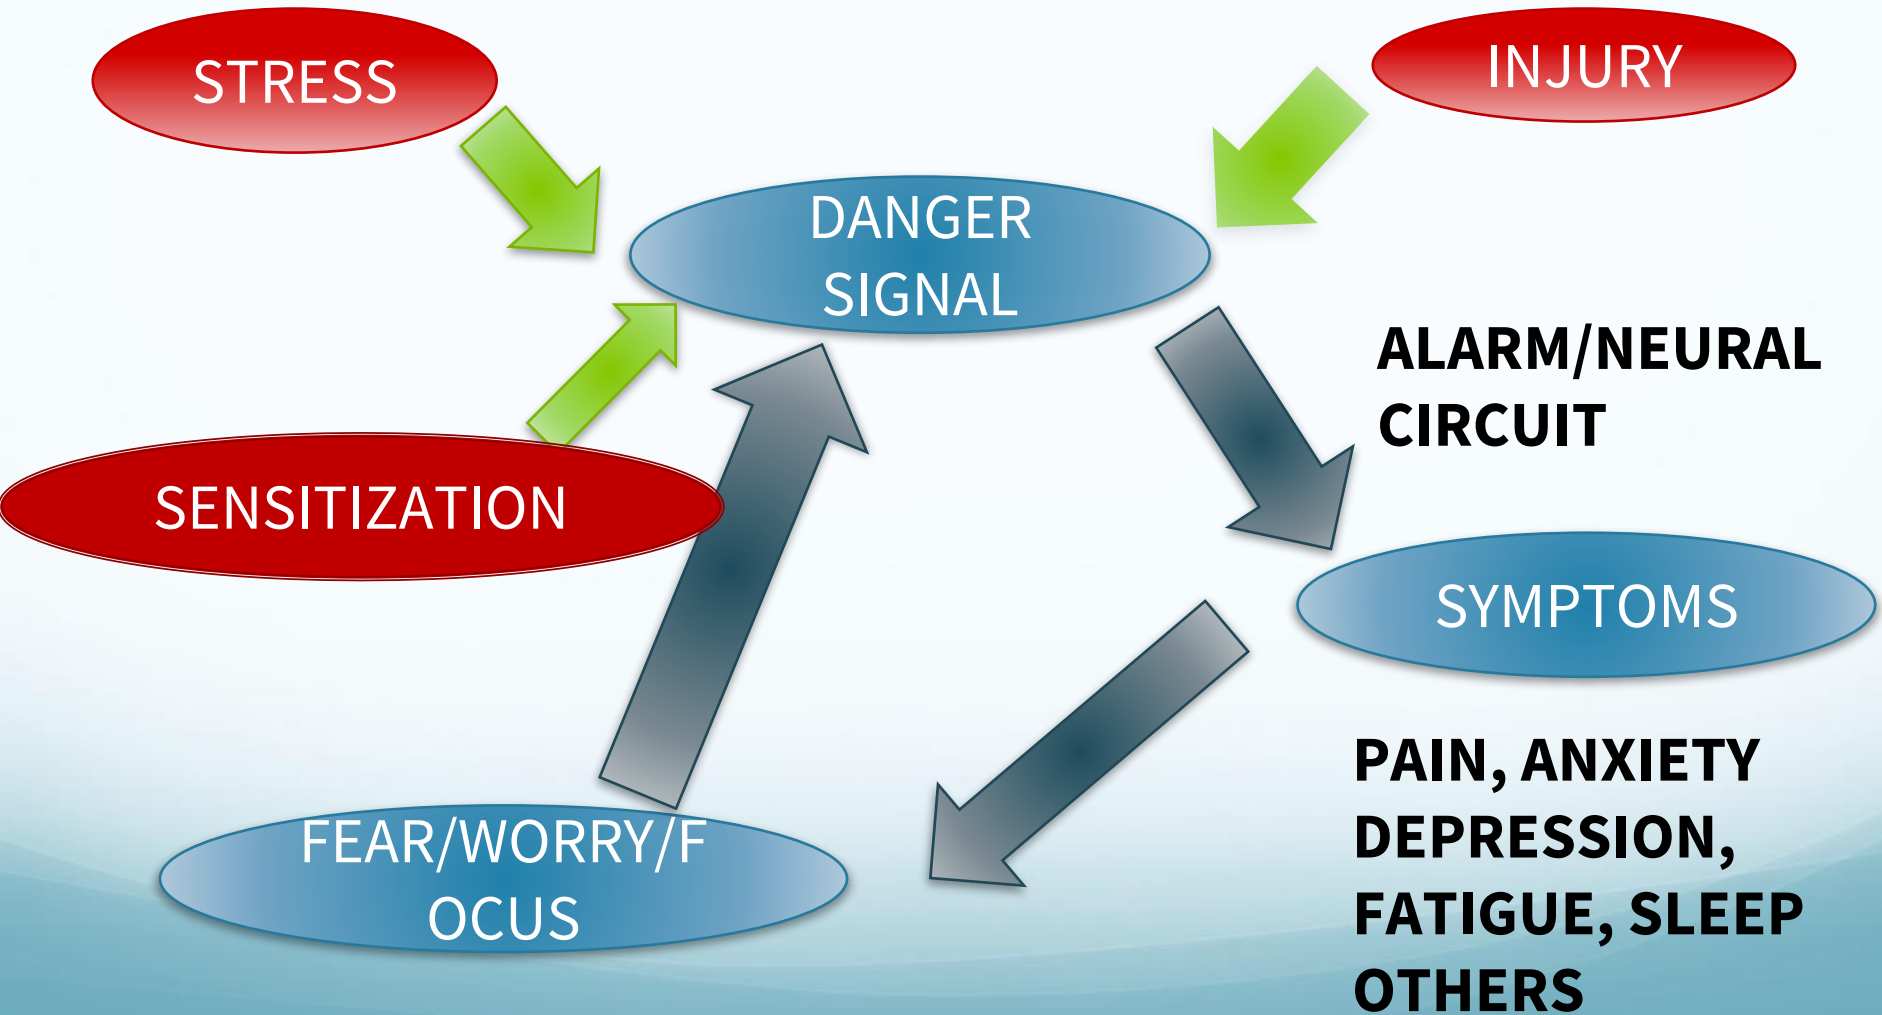 STRESS
INJURY
DANGER
SIGNAL
ALARM/NEURAL
CIRCUIT
SENSITIZATION
SYMPTOMS
PAIN, ANXIETY
DEPRESSION,
FATIGUE, SLEEP
OTHERS
FEAR/WORRY/F
OCUS